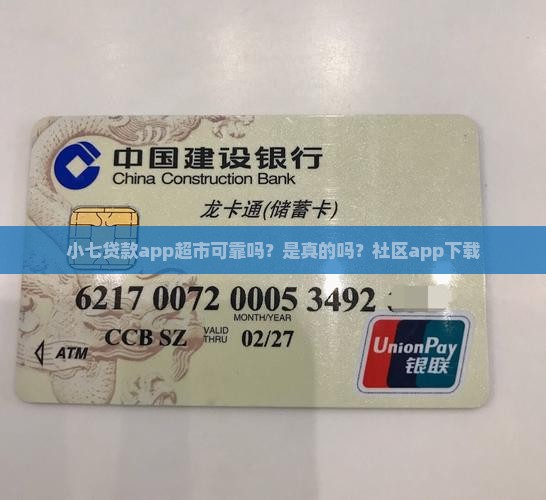 中国建设银行
China Construction Bank
龙卡通(储蓄卡)
小七贷款app超市可靠吗？是真的吗？社区app下载
6217 0072 0005 3492
MONTH/YEAR
CCB SZ VALID THRU 02/27
ATM
UnionPay
银联